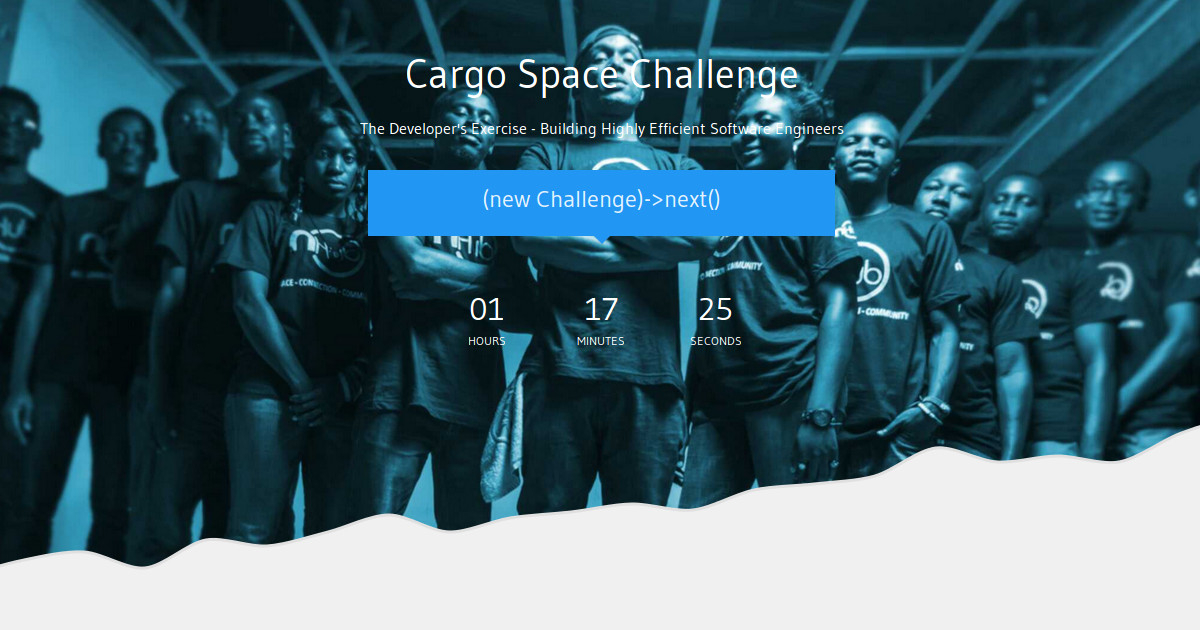 Cargo Space Challenge
The Developer's Exercise - Building Highly Efficient Software Engineers
(new Challenge)->next()
01 17 25
HOURS MINUTES SECONDS